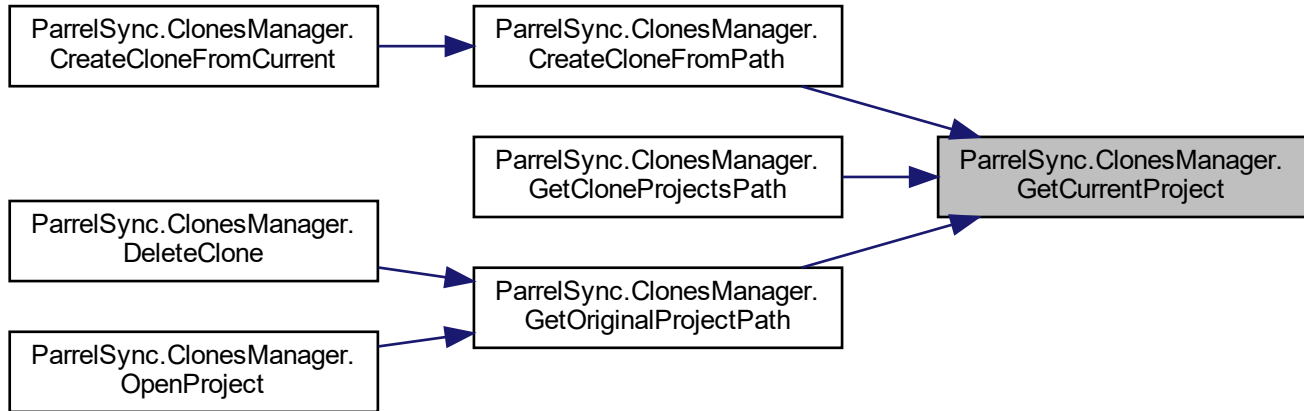 ParrelSync.ClonesManager.
CreateCloneFromCurrent
ParrelSync.ClonesManager.
CreateCloneFromPath
ParrelSync.ClonesManager.
GetCloneProjectsPath
ParrelSync.ClonesManager.
GetCurrentProject
ParrelSync.ClonesManager.
DeleteClone
ParrelSync.ClonesManager.
GetOriginalProjectPath
ParrelSync.ClonesManager.
OpenProject